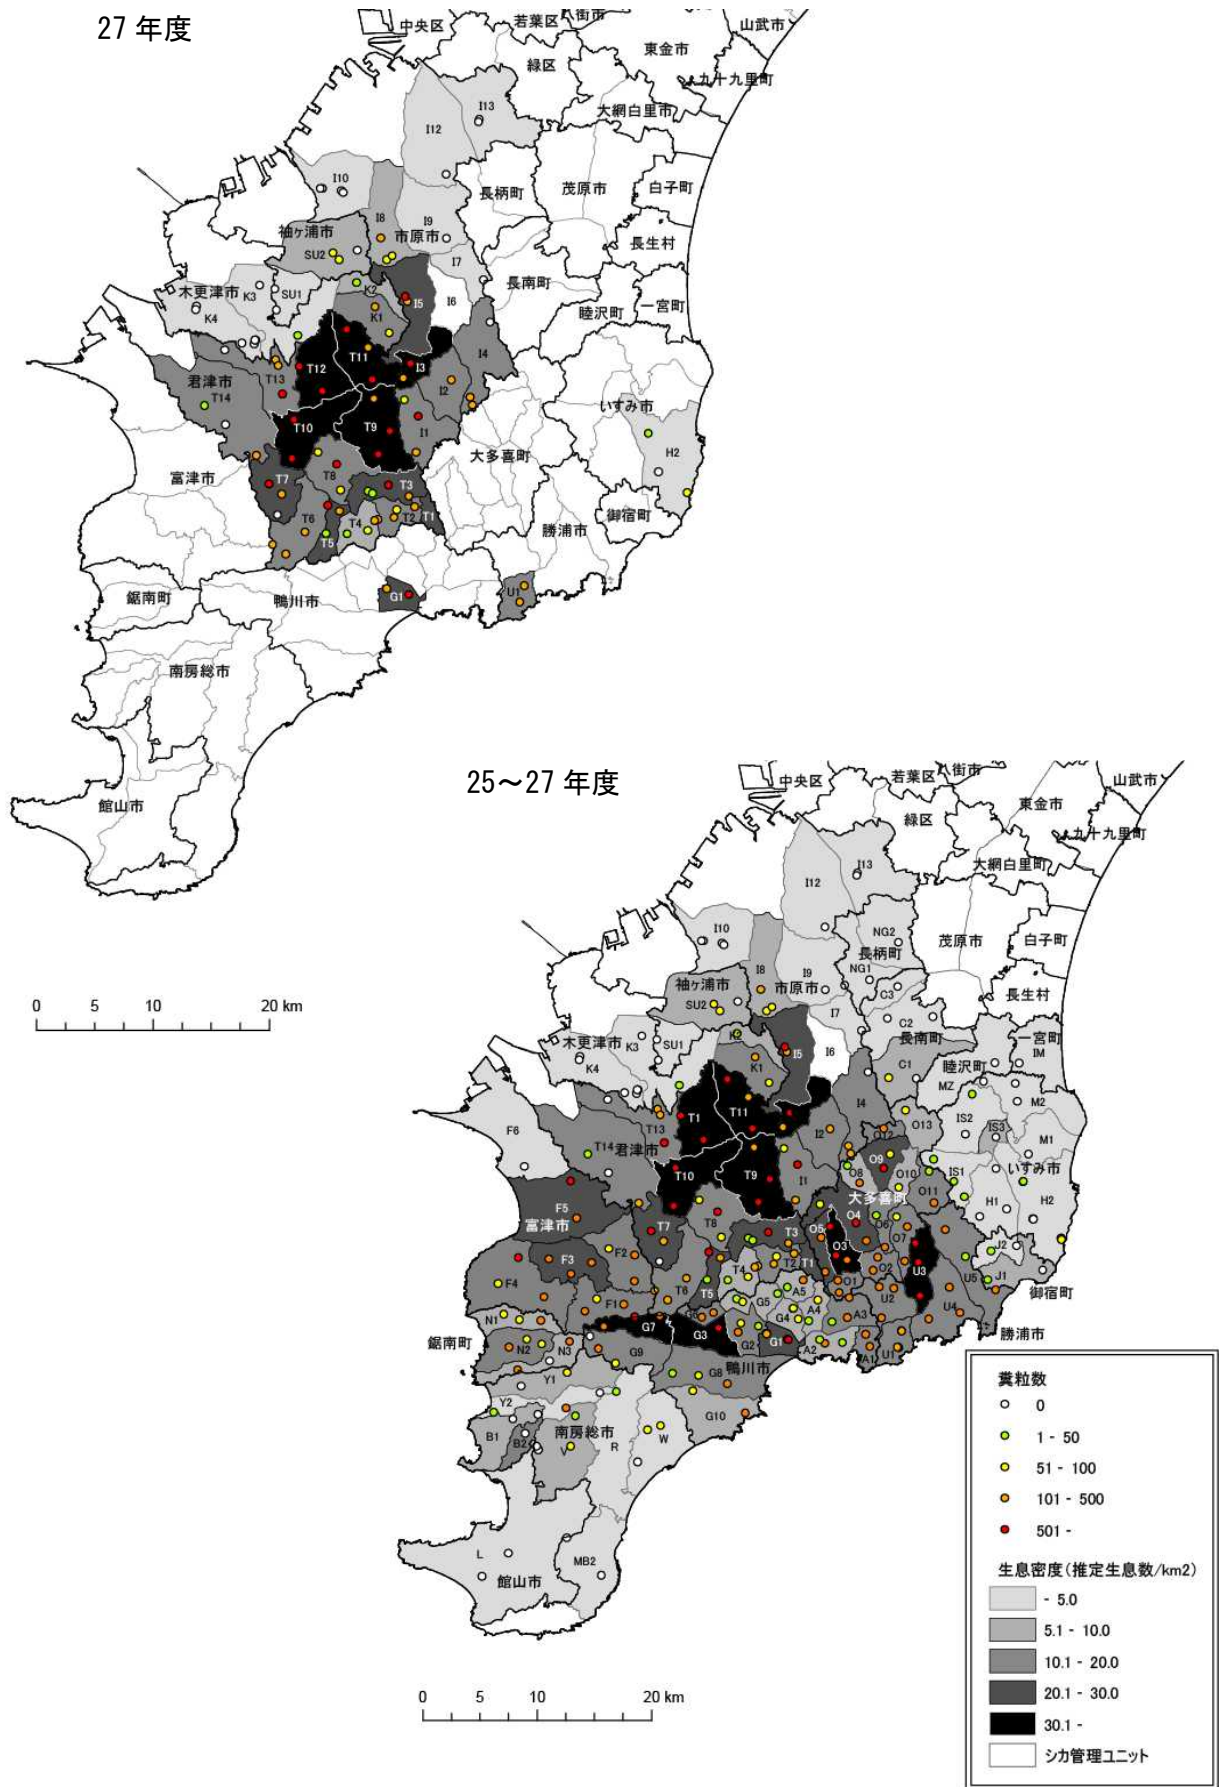 27 年度
中央区
若葉区
八街市
山武市
緑区
東金市
九十九里町
大網白里市
I13
I12
長柄町
茂原市
白子町
I10
I8
I9
袖ヶ浦市
市原市
長生村
SU2
I7
長南町
K2
I6
木更津市
K3
SU1
I5
一宮町
K4
K1
睦沢町
T11
I4
T12
I3
君津市
T13
I2
T14
いすみ市
T10
T9
I1
大多喜町
H2
富津市
T8
T7
T3
御宿町
T6
T4
T2
T1
勝浦市
T5
鋸南町
鴨川市
G1
U1
南房総市
館山市
0 5 10 20 km
25～27 年度
中央区
若葉区
八街市
山武市
緑区
東金市
九十九里町
大網白里町
I13
I12
NG2
茂原市
白子町
I10
長柄町
I8
I9
NG1
袖ヶ浦市
市原市
C3
長生村
SU2
I7
C2
長南町
一宮町
木更津市
K3
SU1
K2
I5
I6
IM
K4
K1
C1
睦沢町
MZ
T11
I4
M2
F6
T1
IS2
T13
I2
O12
O13
IS3
M1
T14
君津市
O9
いすみ市
T10
T9
O8
O10
IS1
I1
大多喜町
O11
H1
H2
F5
富津市
T8
O4
O6
T7
T3
O5
O7
J2
F3
F2
O3
U3
T4
T2
T1
O2
U5
J1
F4
T6
T5
A5
O1
御宿町
F1
G5
U2
U4
N1
G4
A4
A3
G7
G3
勝浦市
鋸南町
N2
N3
G9
G2
G1
A2
A1
U1
Y1
鴨川市
G8
Y2
G10
B1
B2
南房総市
V
R
W
L
MB2
館山市
0 5 10 20 km
糞粒数
0
1 - 50
51 - 100
101 - 500
501 -
生息密度(推定生息数/km2)
- 5.0
5.1 - 10.0
10.1 - 20.0
20.1 - 30.0
30.1 -
シカ管理ユニット